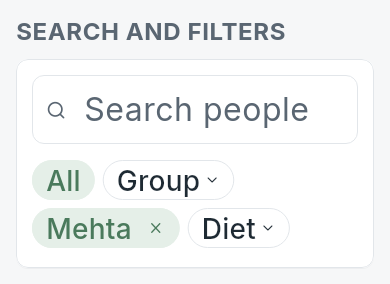 SEARCH AND FILTERS
Search people
All Group
Mehta × Diet